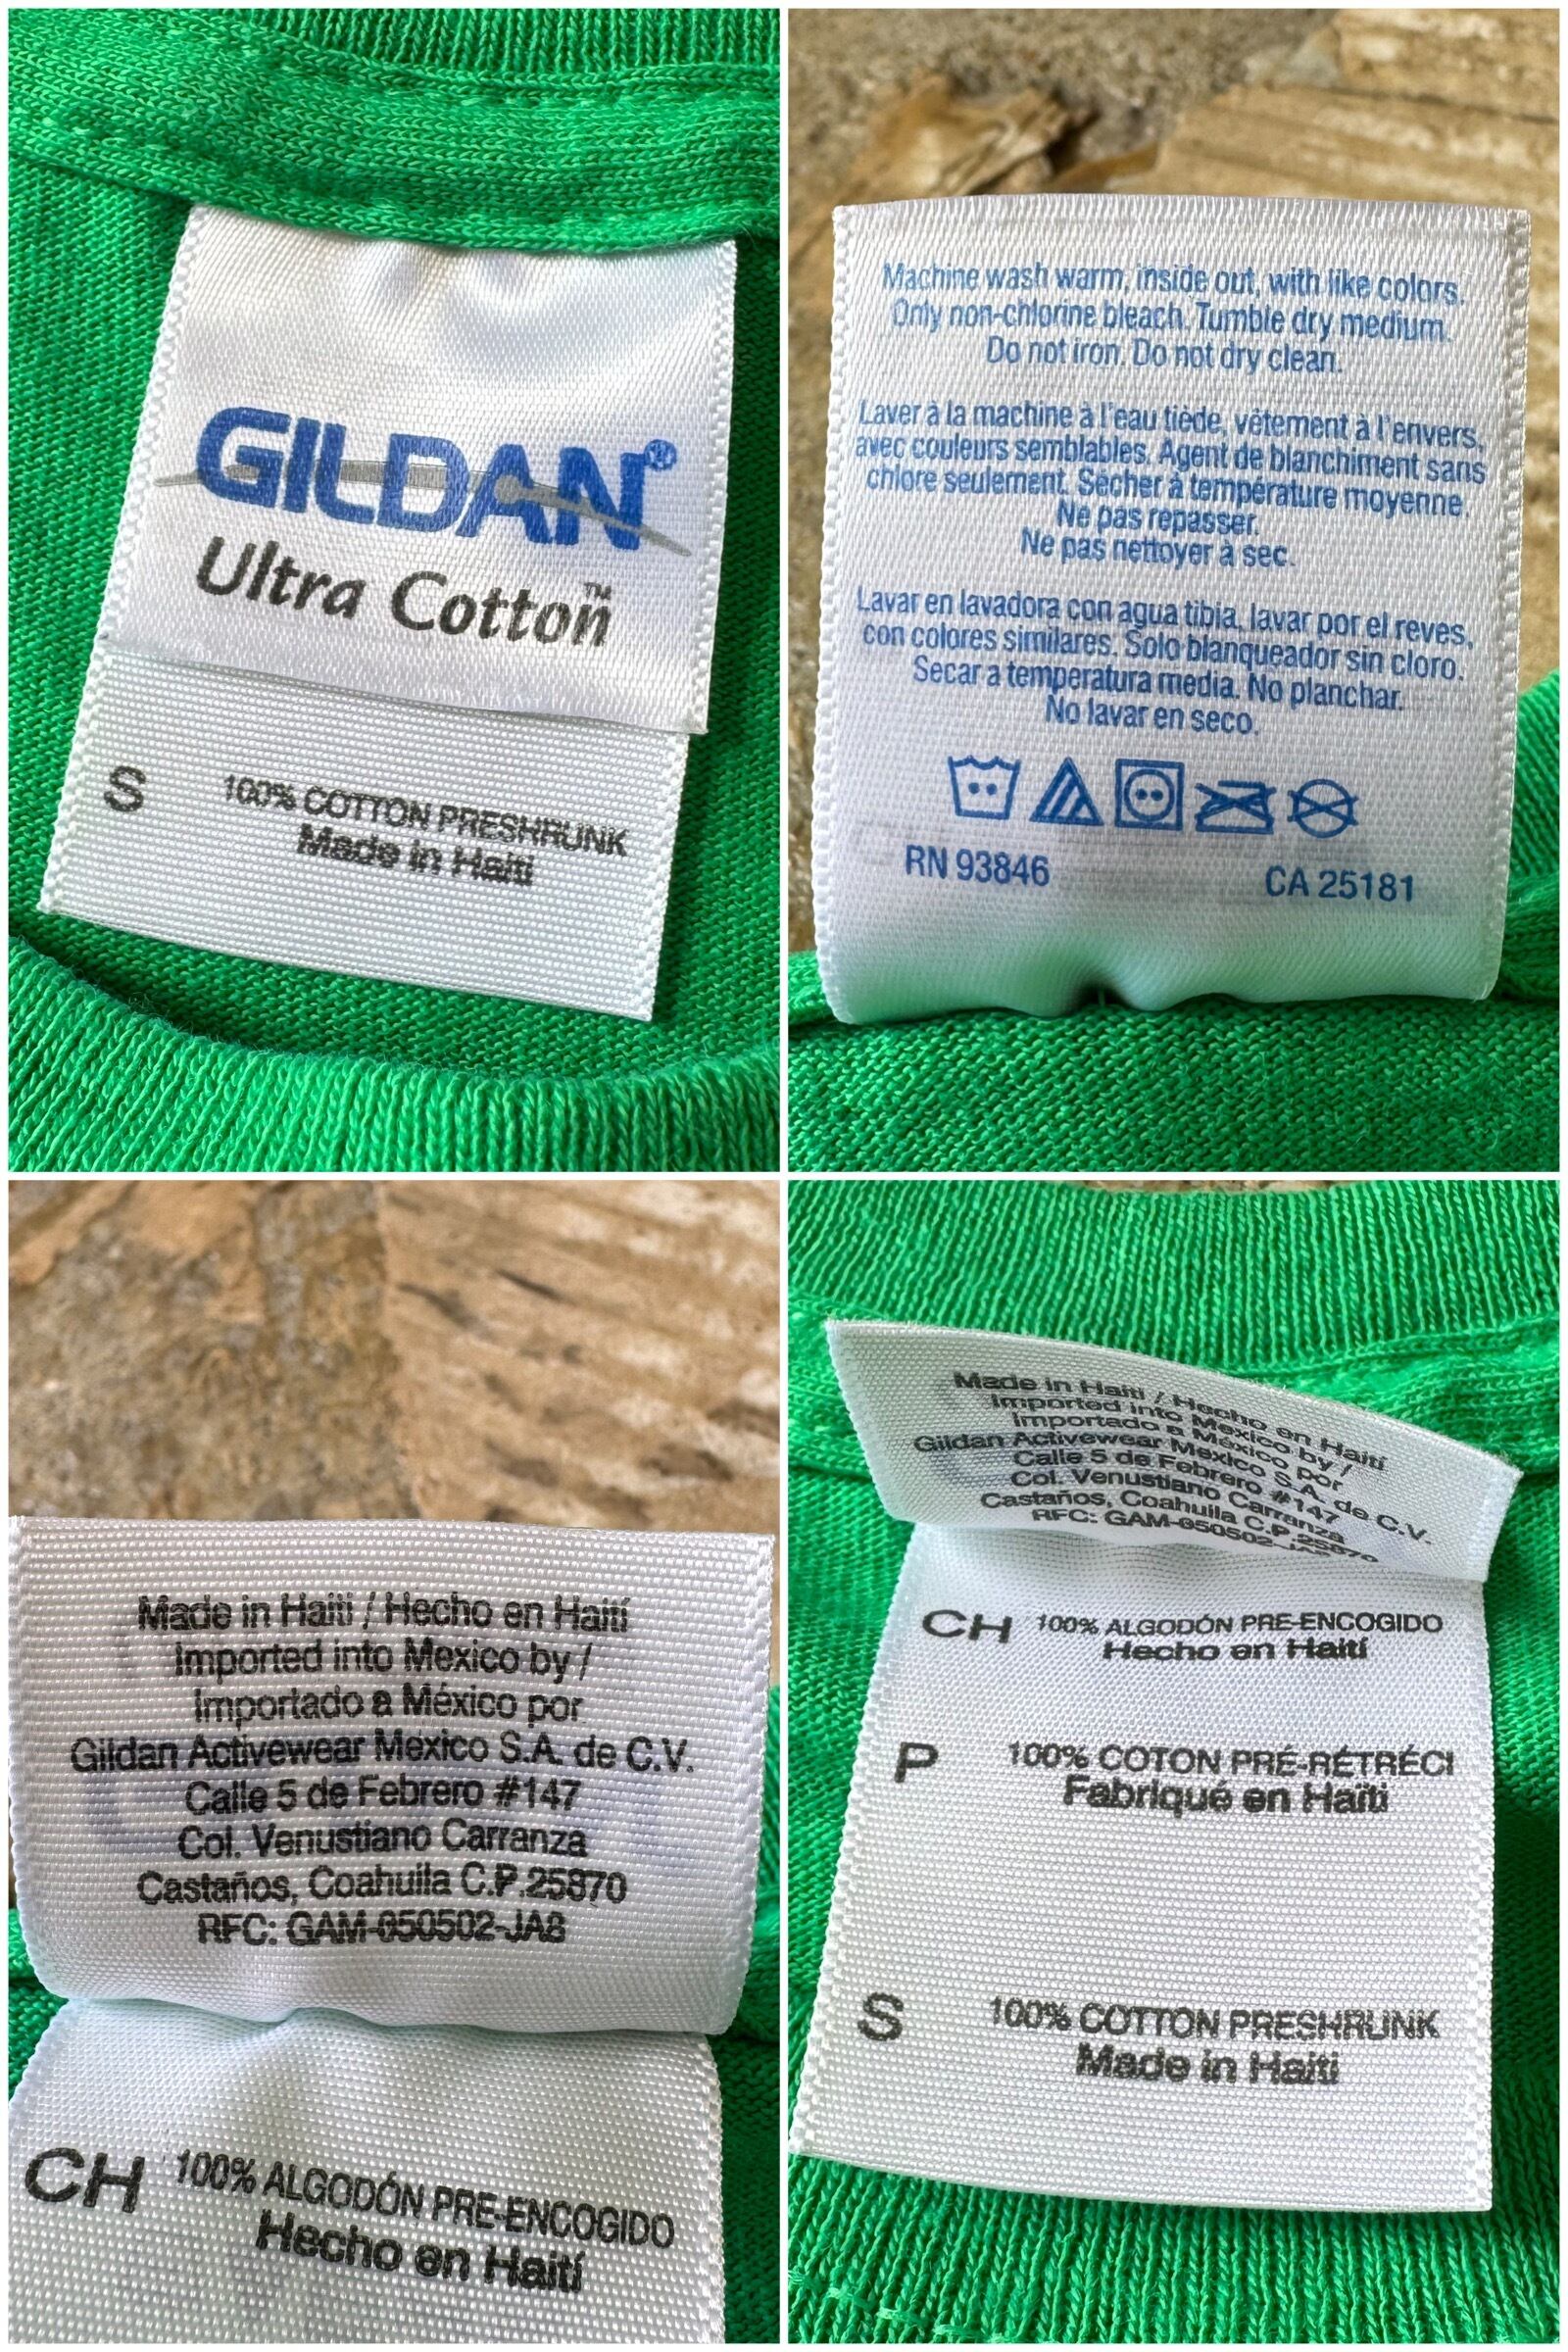 GILDAN®
Ultra Cotton™
S 100% COTTON PRESHRUNK
Made in Haiti
Machine wash warm, inside out, with like colors.
Only non-chlorine bleach. Tumble dry medium.
Do not iron. Do not dry clean.
Laver à la machine à l'eau tiède, vêtement à l'envers,
avec couleurs semblables. Agent de blanchiment sans
chlore seulement. Sécher à température moyenne.
Ne pas repasser.
Ne pas nettoyer à sec.
Lavar en lavadora con agua tibia, lavar por el reves,
con colores similares. Solo blanqueador sin cloro.
Secar a temperatura media. No planchar.
No lavar en seco.
RN 93846 CA 25181
Made in Haiti / Hecho en Haití
Imported into Mexico by /
Importado a México por
Gildan Activewear Mexico S.A. de C.V.
Calle 5 de Febrero #147
Col. Venustiano Carranza
Castaños, Coahuila C.P.25870
RFC: GAM-050502-JA8
CH 100% ALGODÓN PRE-ENCOGIDO
Hecho en Haití
Made in Haiti / Hecho en Haití
Imported into Mexico by /
Importado a México por
Gildan Activewear Mexico S.A. de C.V.
Calle 5 de Febrero #147
Col. Venustiano Carranza
Castaños, Coahuila C.P.25870
RFC: GAM-050502-JA8
CH 100% ALGODÓN PRE-ENCOGIDO
Hecho en Haití
P 100% COTON PRÉ-RÉTRÉCI
Fabriqué en Haïti
S 100% COTTON PRESHRUNK
Made in Haiti